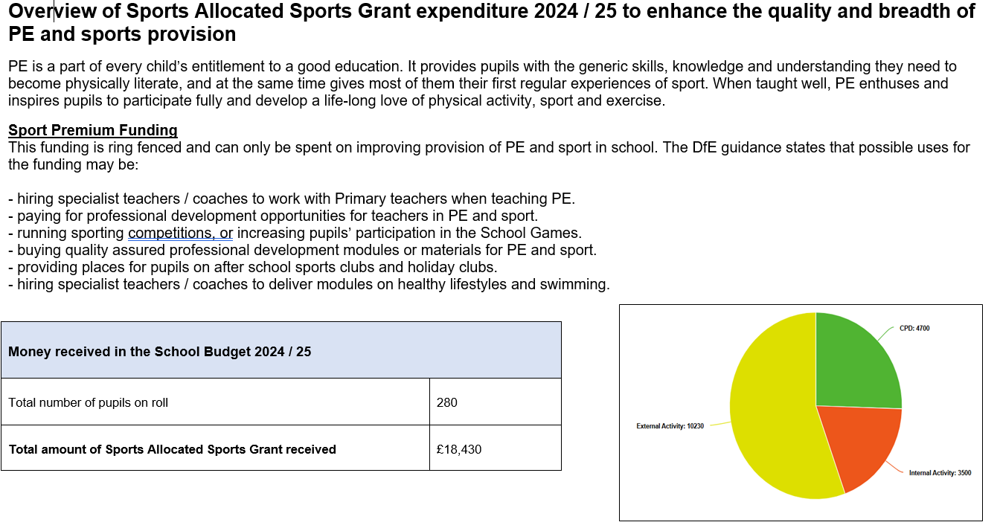 Overview of Sports Allocated Sports Grant expenditure 2024 / 25 to enhance the quality and breadth of
PE and sports provision
PE is a part of every child’s entitlement to a good education. It provides pupils with the generic skills, knowledge and understanding they need to
become physically literate, and at the same time gives most of them their first regular experiences of sport. When taught well, PE enthuses and
inspires pupils to participate fully and develop a life-long love of physical activity, sport and exercise.
Sport Premium Funding
This funding is ring fenced and can only be spent on improving provision of PE and sport in school. The DfE guidance states that possible uses for
the funding may be:
- hiring specialist teachers / coaches to work with Primary teachers when teaching PE.
- paying for professional development opportunities for teachers in PE and sport.
- running sporting competitions, or increasing pupils’ participation in the School Games.
- buying quality assured professional development modules or materials for PE and sport.
- providing places for pupils on after school sports clubs and holiday clubs.
- hiring specialist teachers / coaches to deliver modules on healthy lifestyles and swimming.
Money received in the School Budget 2024 / 25
Total number of pupils on roll 280
Total amount of Sports Allocated Sports Grant received £18,430
CPD: 4700
External Activity: 10230
Internal Activity: 3500